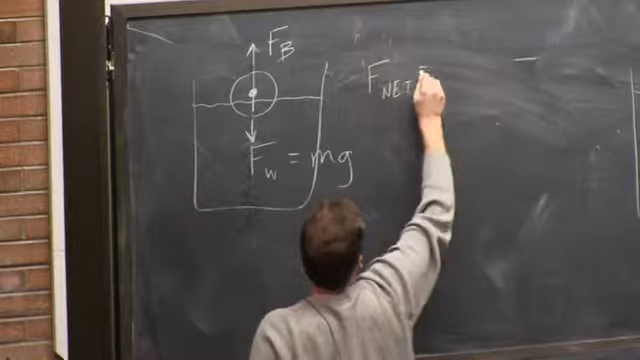 F_B
F_NET =
F_w = mg